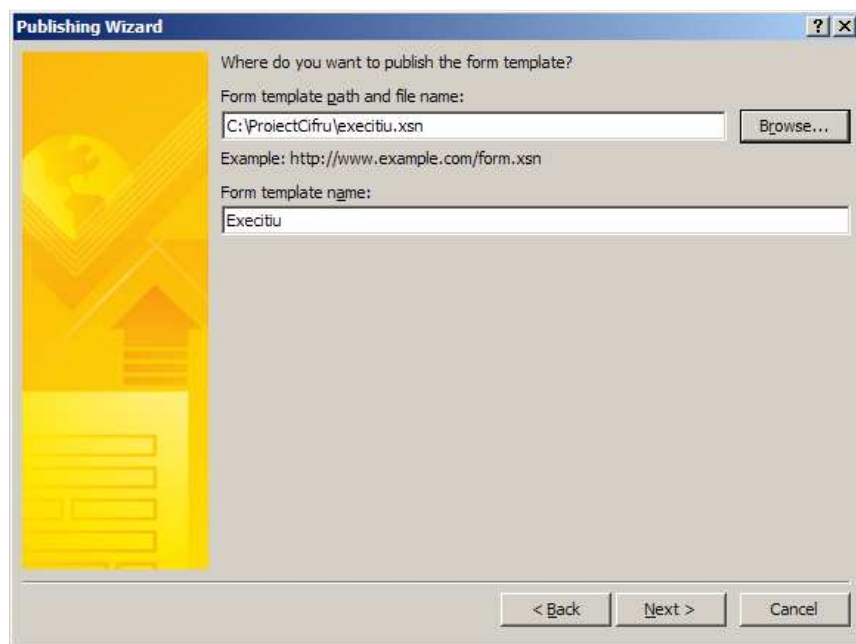 Publishing Wizard
Where do you want to publish the form template?
Form template path and file name:
C:\ProiectCifru\execitiu.xsn
Browse...
Example: http://www.example.com/form.xsn
Form template name:
Execitiu
< Back
Next >
Cancel